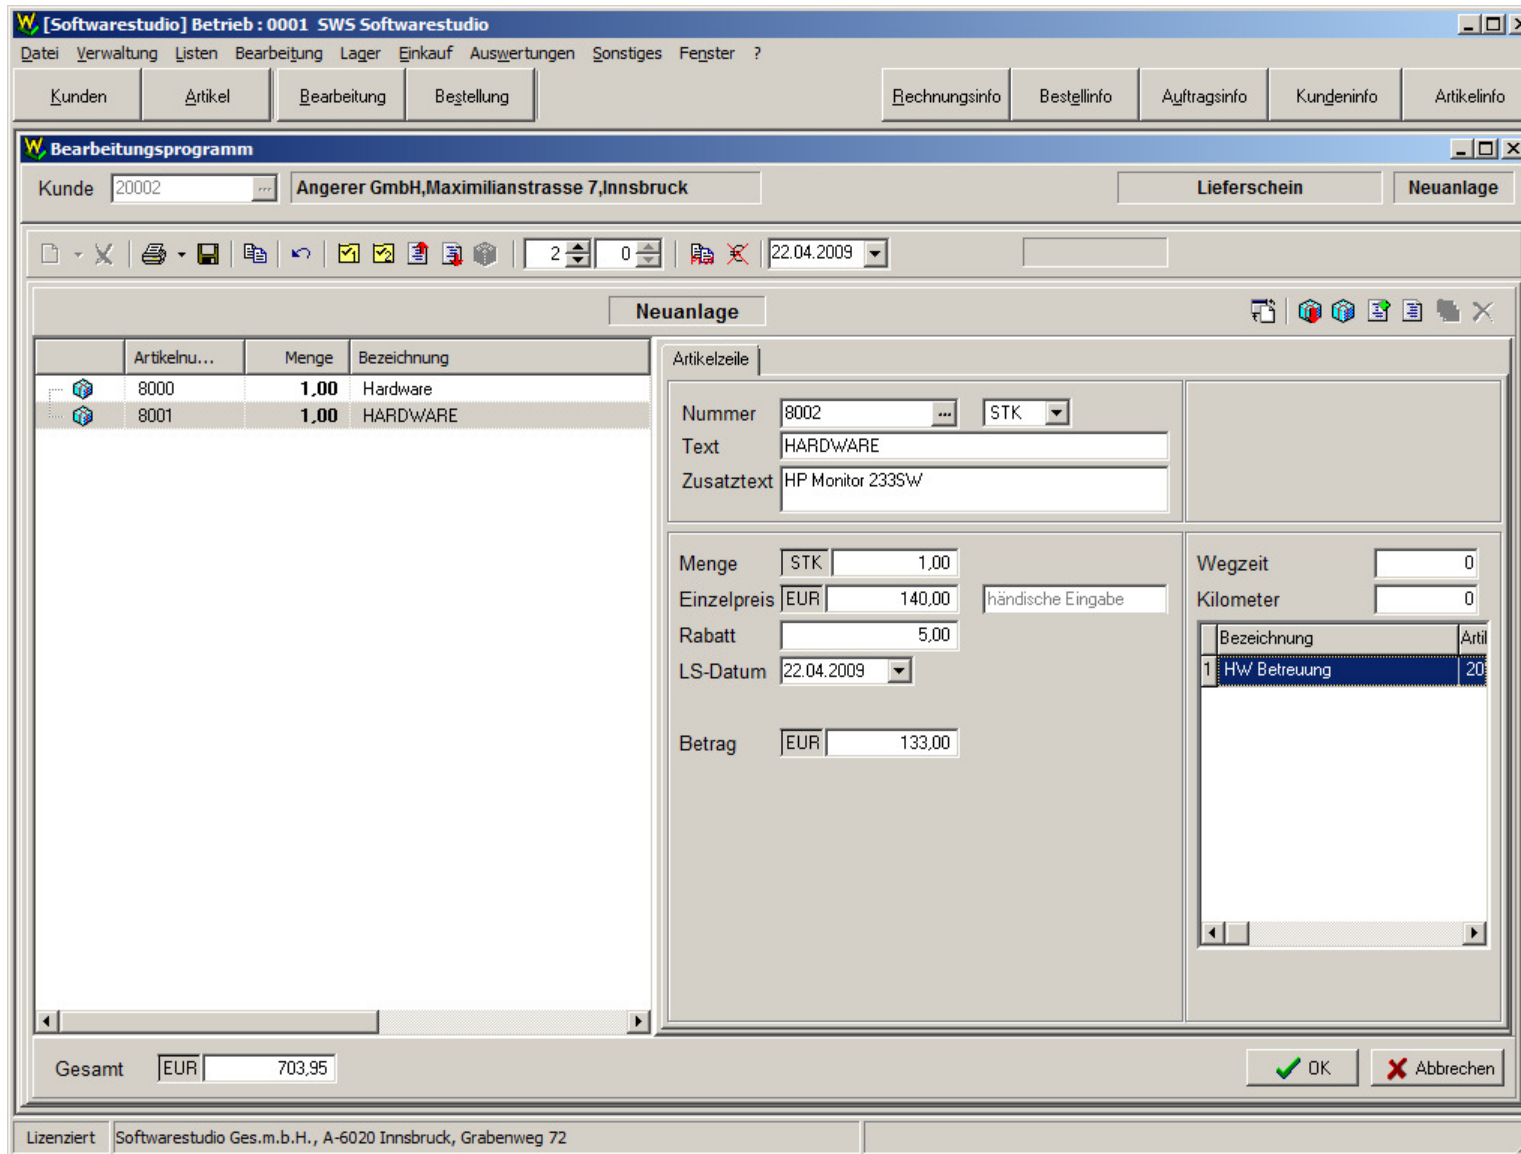 [Softwarestudio] Betrieb : 0001 SWS Softwarestudio
Datei Verwaltung Listen Bearbeitung Lager Einkauf Auswertungen Sonstiges Fenster ?
Kunden Artikel Bearbeitung Bestellung Rechnungsinfo Bestellinfo Auftragsinfo Kundeninfo Artikelinfo
Bearbeitungsprogramm
Kunde 20002 ... Angerer GmbH,Maximilianstrasse 7,Innsbruck Lieferschein Neuanlage
2 0 22.04.2009
Neuanlage
Artikelnu... Menge Bezeichnung
8000 1,00 Hardware
8001 1,00 HARDWARE
Artikelzeile
Nummer 8002 ... STK
Text HARDWARE
Zusatztext HP Monitor 233SW
Menge STK 1,00
Einzelpreis EUR 140,00 händische Eingabe
Rabatt 5,00
LS-Datum 22.04.2009
Betrag EUR 133,00
Wegzeit 0
Kilometer 0
Bezeichnung Arti
1 HW Betreuung 20
Gesamt EUR 703,95
OK Abbrechen
Lizenziert Softwarestudio Ges.m.b.H., A-6020 Innsbruck, Grabenweg 72